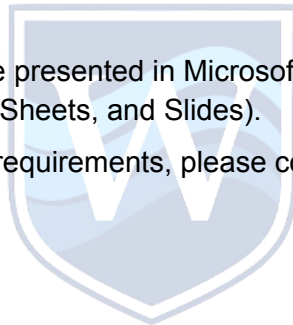 e presented in Microsof
Sheets, and Slides).
requirements, please co
W